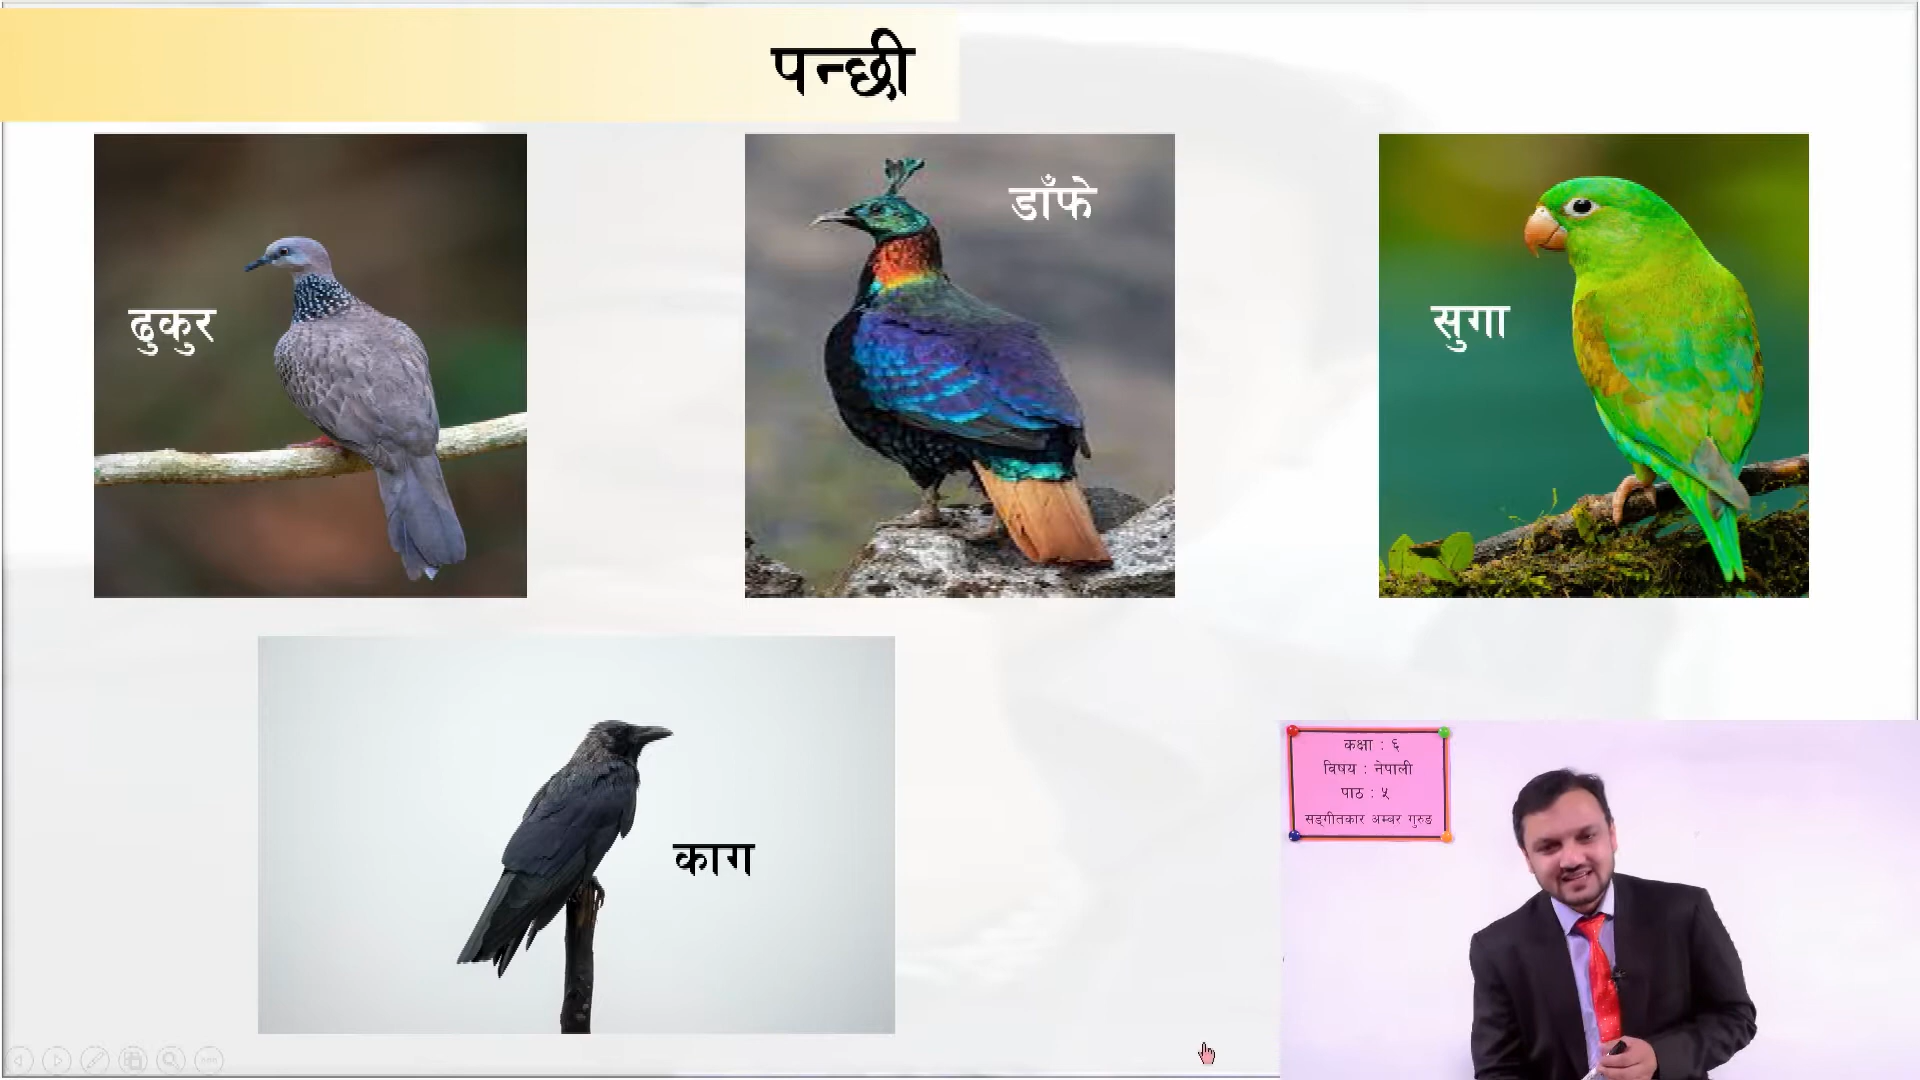 पन्छी
ढुकुर
डाँफे
सुगा
काग
कक्षा : ६
विषय : नेपाली
पाठ : ५
सङ्गीतकार अम्बर गुरुङ